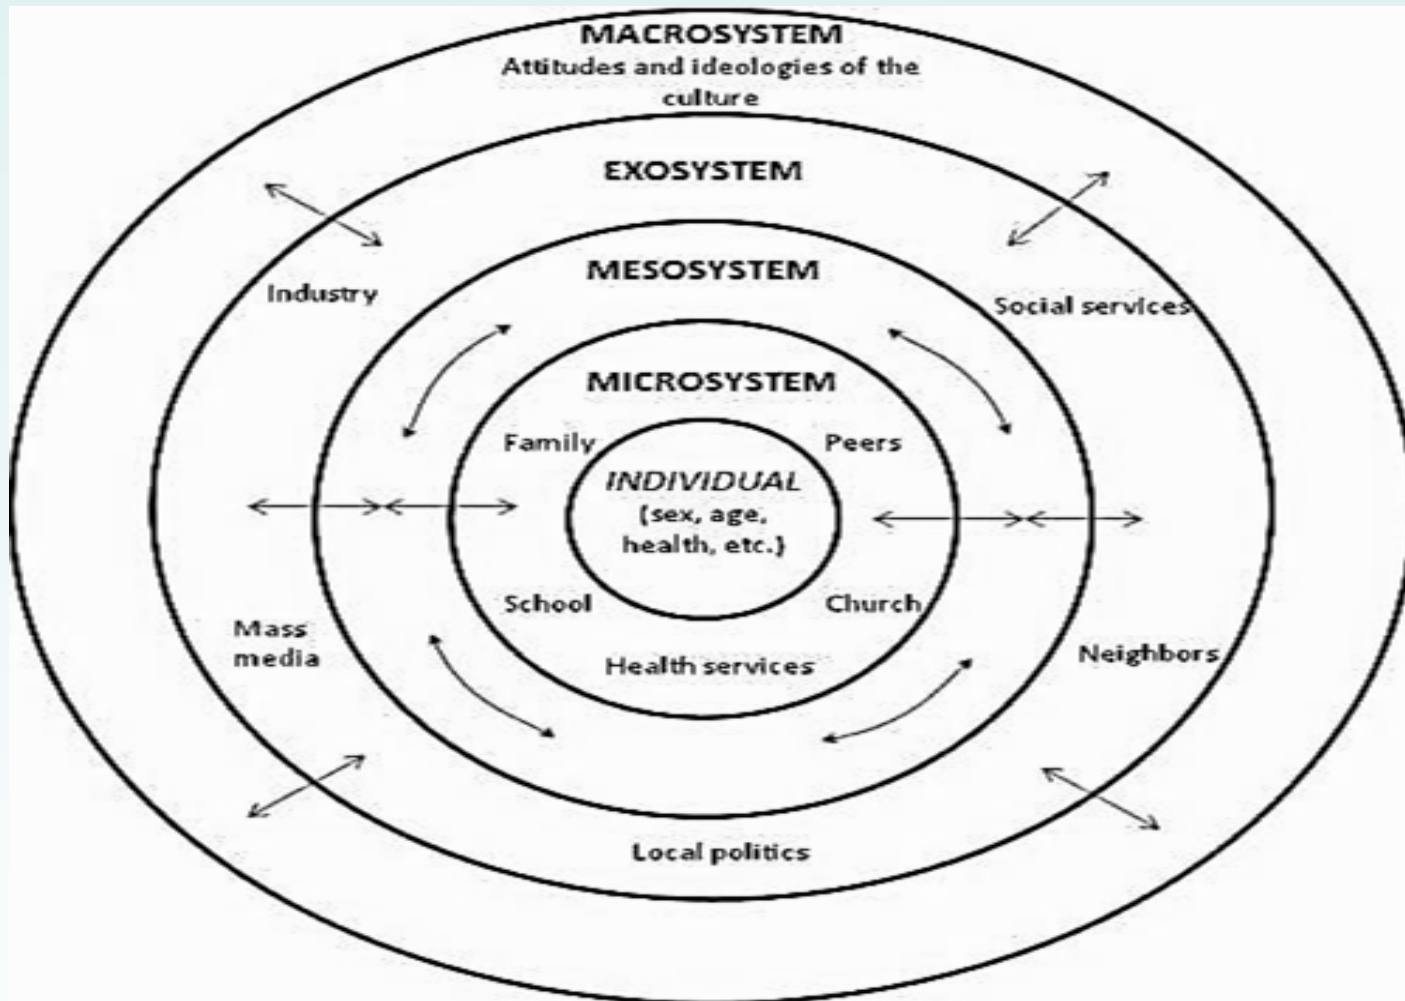 MACROSYSTEM
Attitudes and ideologies of the
culture
EXOSYSTEM
MESOSYSTEM
Industry
Social services
MICROSYSTEM
Family
Peers
INDIVIDUAL
(sex, age,
health, etc.)
School
Church
Mass
media
Neighbors
Health services
Local politics